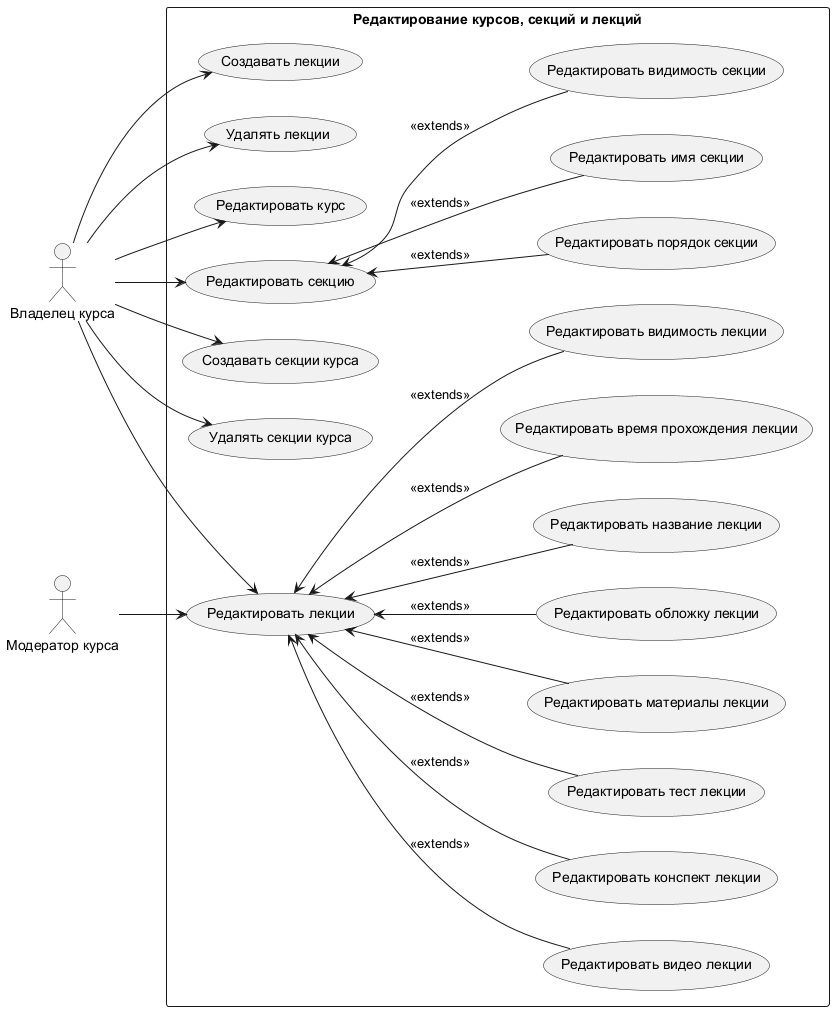 Редактирование курсов, секций и лекций
Создавать лекции
Редактировать видимость секции
«extends»
Удалять лекции
Редактировать имя секции
«extends»
Редактировать курс
Редактировать порядок секции
«extends»
Редактировать секцию
Владелец курса
Редактировать видимость лекции
Создавать секции курса
«extends»
Редактировать время прохождения лекции
Удалять секции курса
«extends»
Редактировать название лекции
«extends»
Редактировать лекции
«extends»
Редактировать обложку лекции
Модератор курса
«extends»
Редактировать материалы лекции
«extends»
Редактировать тест лекции
«extends»
Редактировать конспект лекции
«extends»
Редактировать видео лекции